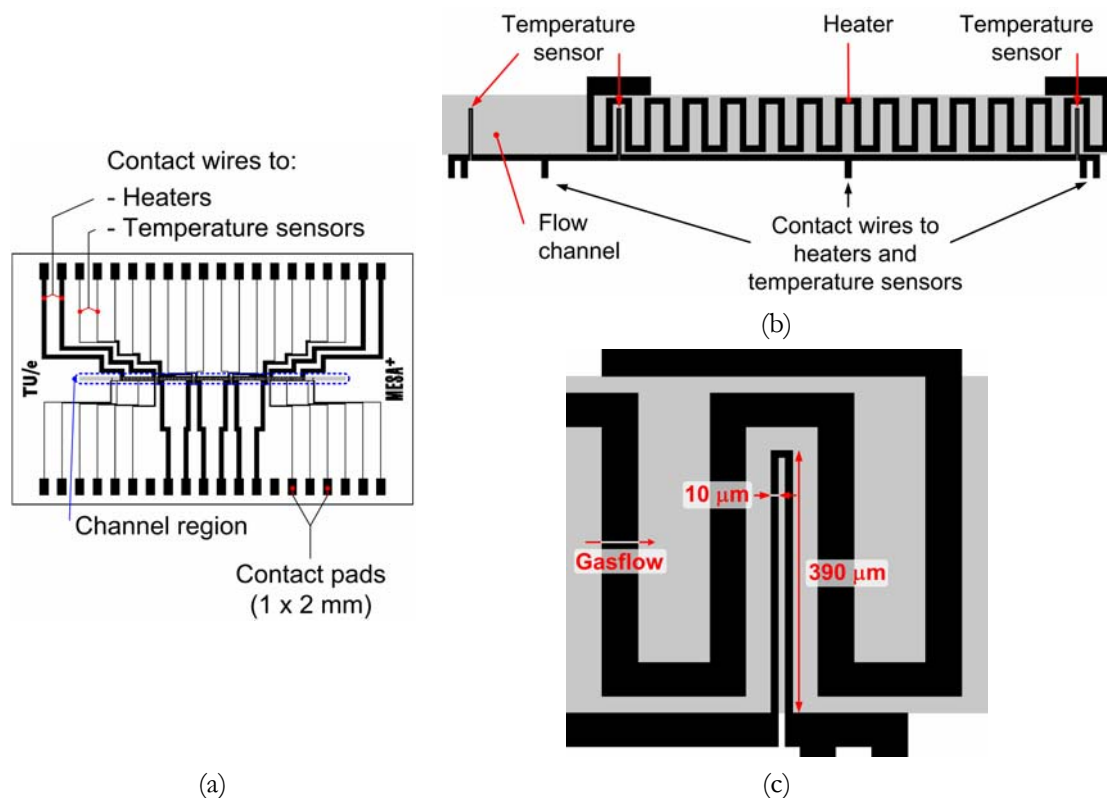 Contact wires to:
- Heaters
- Temperature sensors
TU/e
MESA+
Channel region
Contact pads
(1 x 2 mm)
(a)
Temperature
sensor
Heater
Temperature
sensor
Flow
channel
Contact wires to
heaters and
temperature sensors
(b)
10 μm
Gasflow
390 μm
(c)